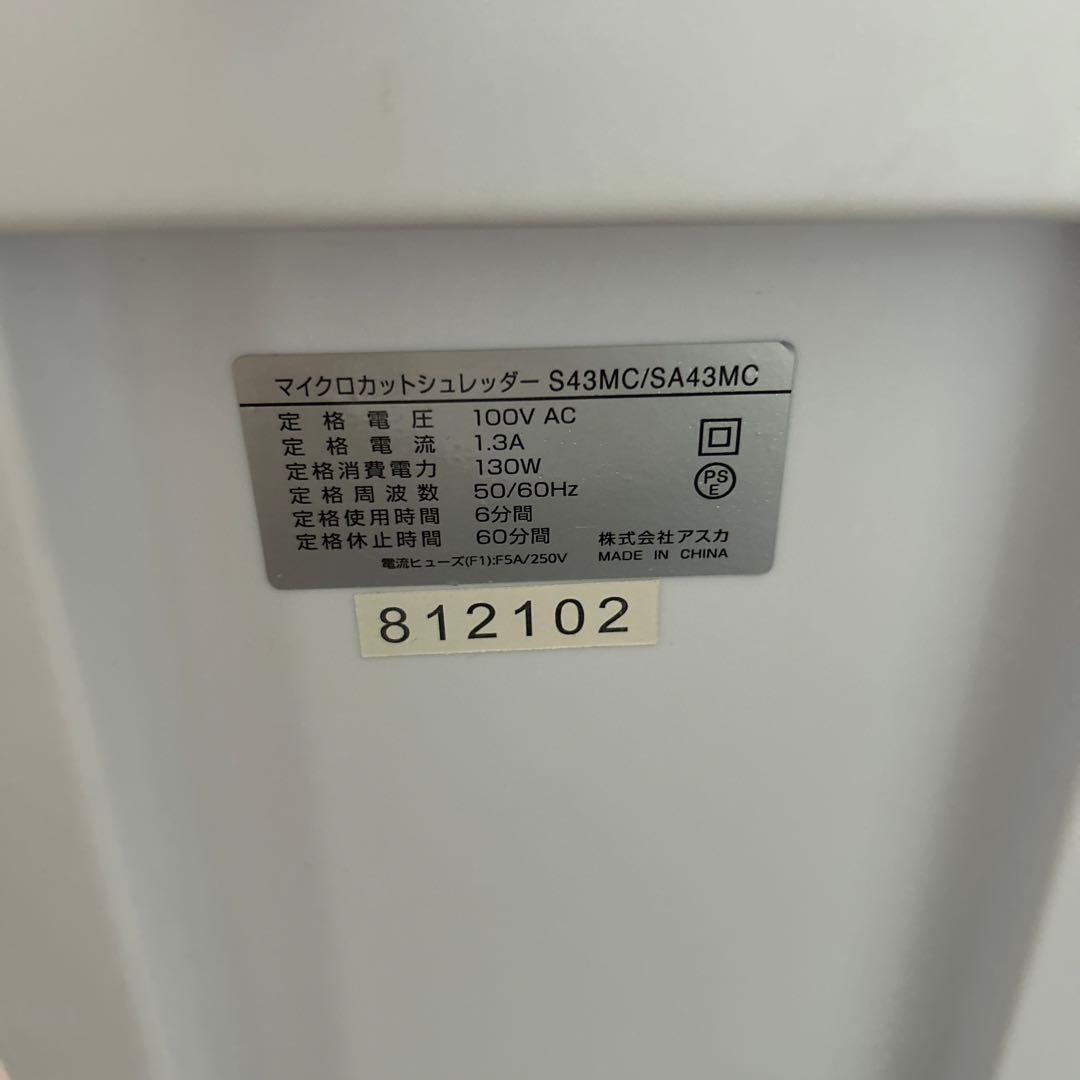 マイクロカットシュレッダー S43MC/SA43MC
定格電圧 100V AC
定格電流 1.3A
定格消費電力 130W
定格周波数 50/60Hz
定格使用時間 6分間
定格休止時間 60分間
電流ヒューズ(F1):F5A/250V
PS
E
株式会社アスカ
MADE IN CHINA
812102